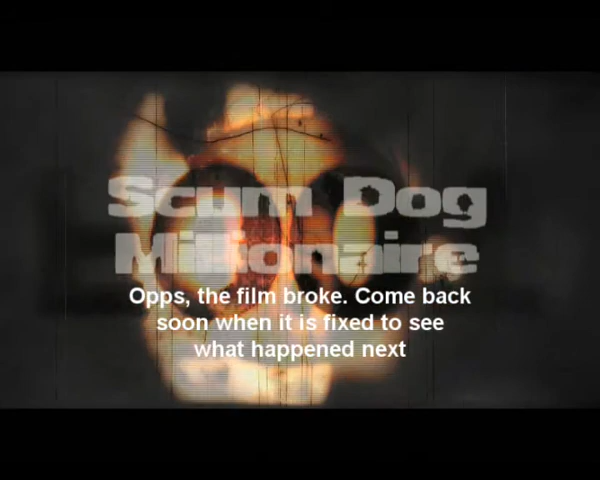 Scum Dog
Millionaire
Opps, the film broke. Come back
soon when it is fixed to see
what happened next